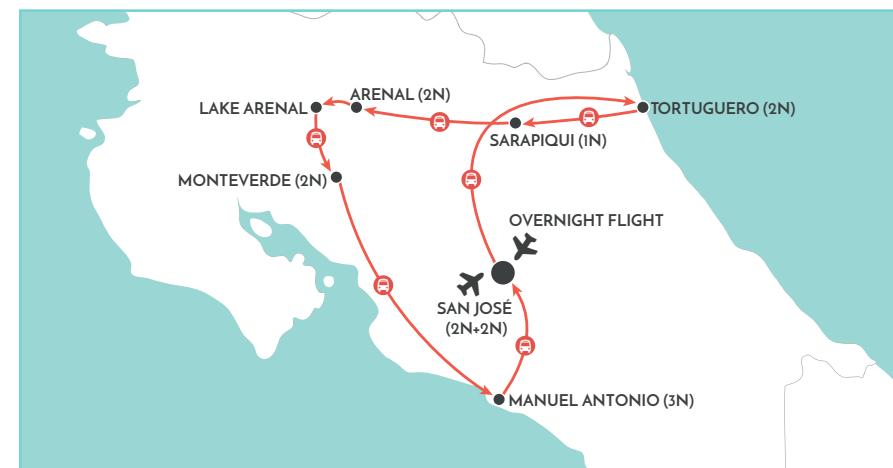 ARENAL (2N)
LAKE ARENAL
TORTUGUERO (2N)
SARAPIQUI (1N)
MONTEVERDE (2N)
OVERNIGHT FLIGHT
SAN JOSÉ
(2N+2N)
MANUEL ANTONIO (3N)